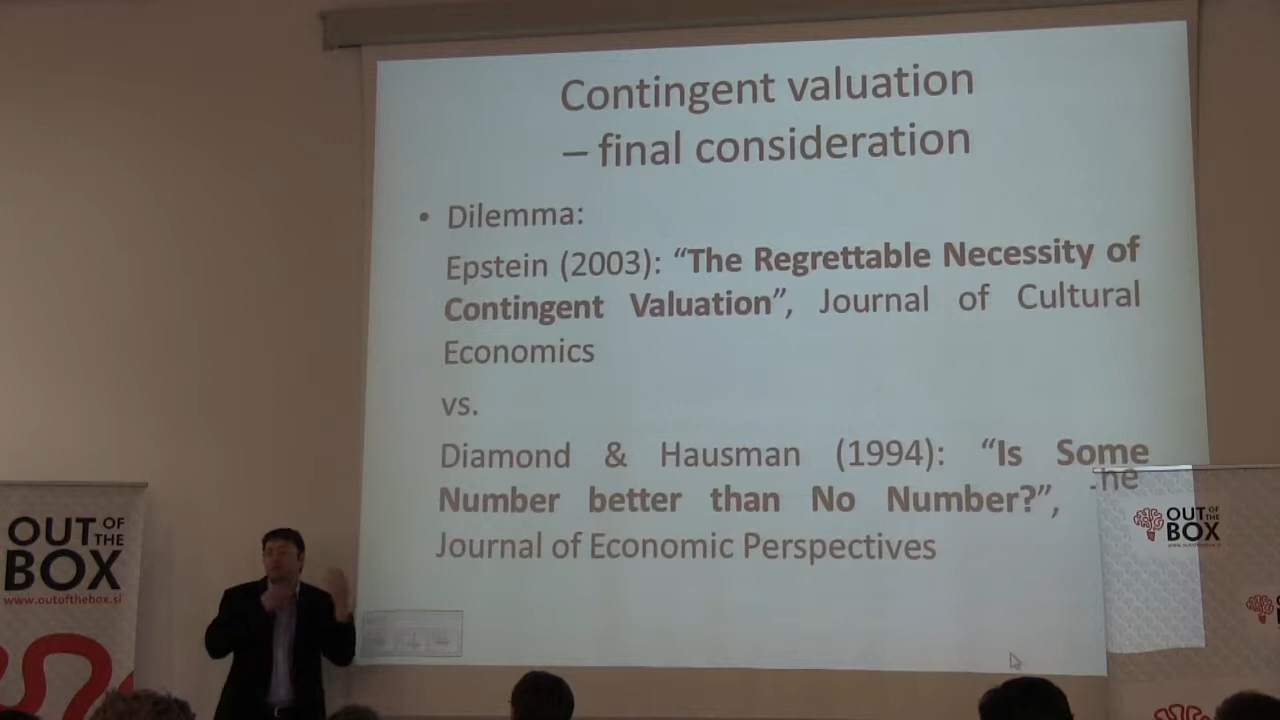 Contingent valuation
– final consideration
• Dilemma:
Epstein (2003): “The Regrettable Necessity of
Contingent Valuation”, Journal of Cultural
Economics
vs.
Diamond & Hausman (1994): “Is Some
Number better than No Number?”,
Journal of Economic Perspectives
OUT OF THE
BOX
www.outofthebox.si
OUT OF THE
BOX